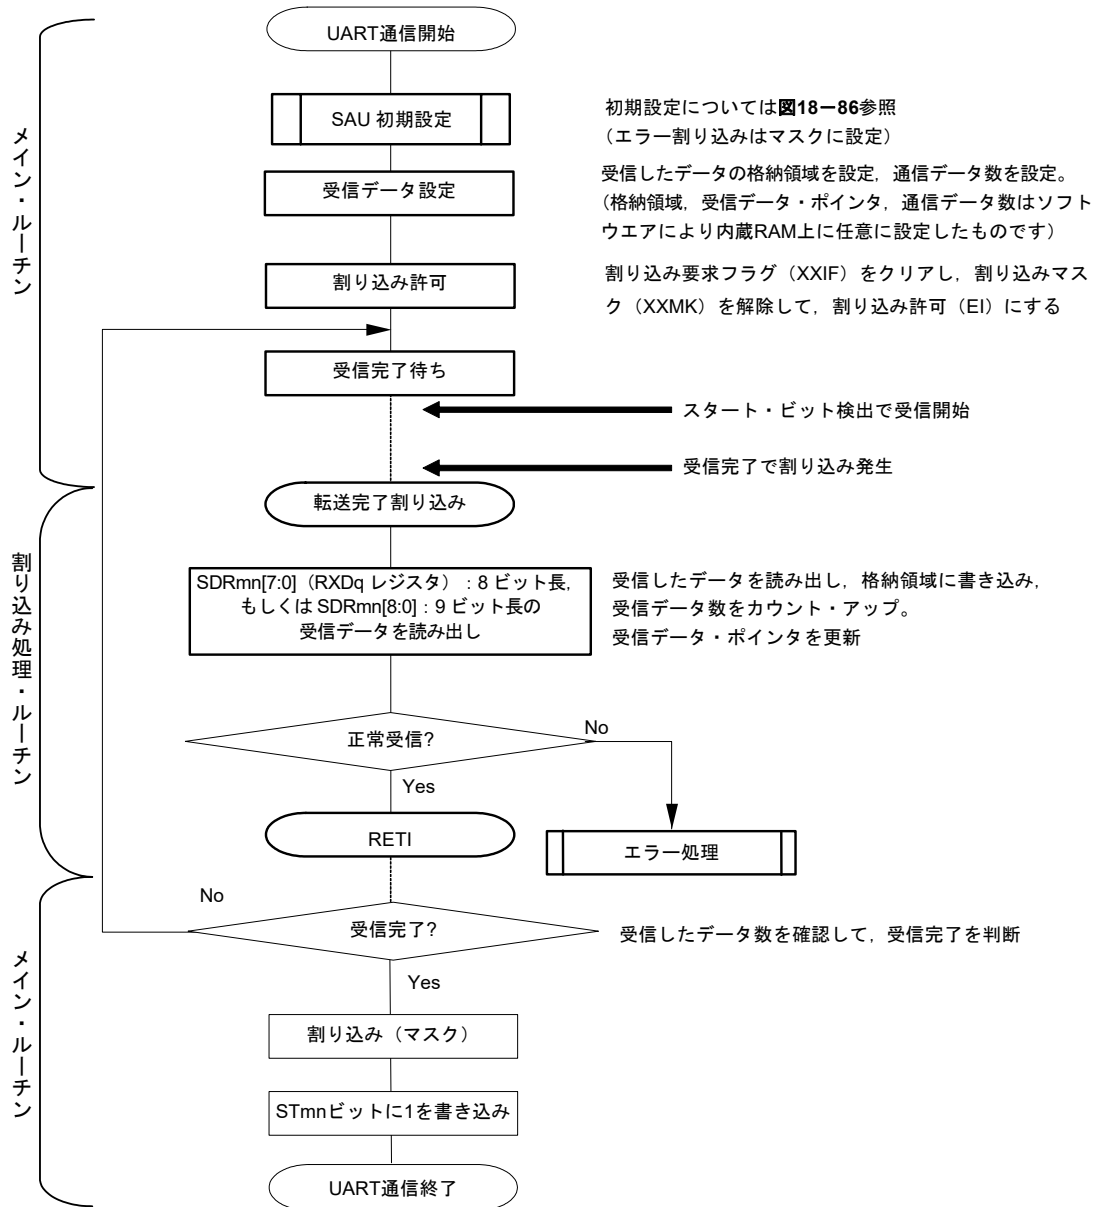 UART通信開始
SAU 初期設定
初期設定については図18－86参照
（エラー割り込みはマスクに設定）
受信データ設定
受信したデータの格納領域を設定，通信データ数を設定。
（格納領域，受信データ・ポインタ，通信データ数はソフト
ウエアにより内蔵RAM上に任意に設定したものです）
割り込み許可
割り込み要求フラグ（XXIF）をクリアし，割り込みマス
ク（XXMK）を解除して，割り込み許可（EI）にする
メイン・ルーチン
受信完了待ち
スタート・ビット検出で受信開始
受信完了で割り込み発生
転送完了割り込み
SDRmn[7:0]（RXDq レジスタ）：8 ビット長，
もしくは SDRmn[8:0]：9 ビット長の
受信データを読み出し
受信したデータを読み出し，格納領域に書き込み，
受信データ数をカウント・アップ。
受信データ・ポインタを更新
割り込み処理・ルーチン
正常受信?
No
Yes
RETI
エラー処理
No
受信完了?
受信したデータ数を確認して，受信完了を判断
Yes
メイン・ルーチン
割り込み（マスク）
STmnビットに1を書き込み
UART通信終了